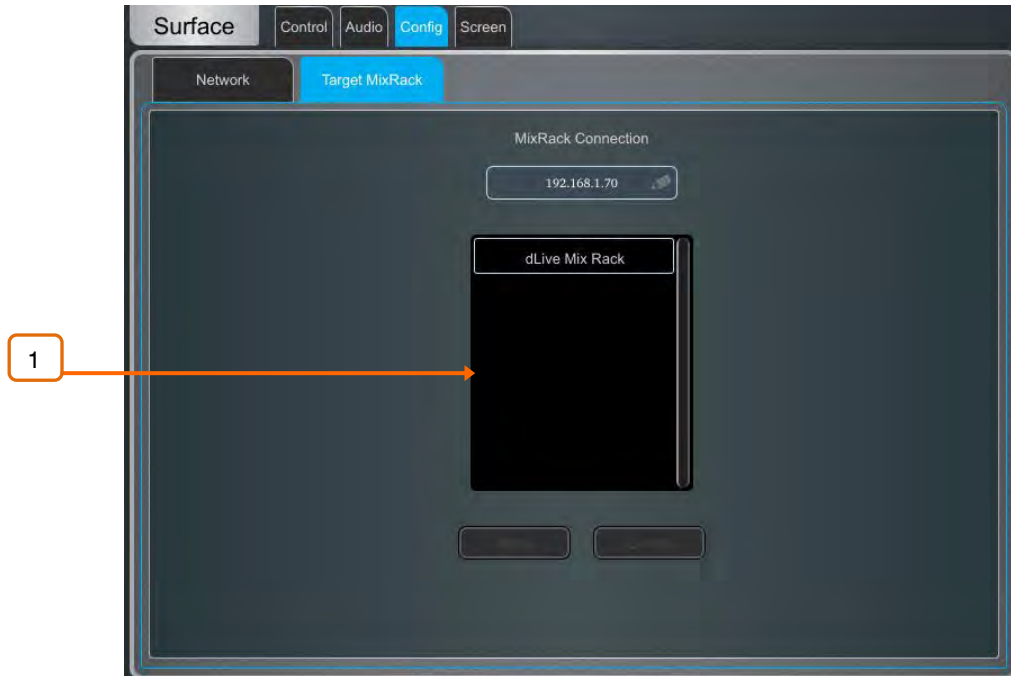 Surface
Control Audio Config Screen
Network Target MixRack
MixRack Connection
192.168.1.70
dLive Mix Rack
1